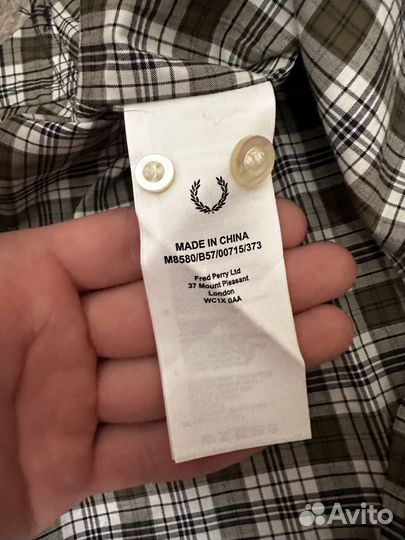 MADE IN CHINA
M8580/B57/00715/373
Fred Perry Ltd
37 Mount Pleasant
London
WC1X 0AA
Avito